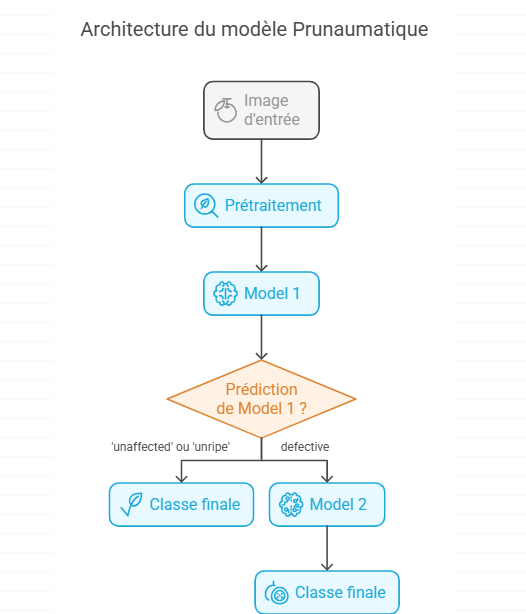 Architecture du modèle Prunaumatique
Image
d'entrée
Prétraitement
Model 1
Prédiction
de Model 1 ?
'unaffected' ou 'unripe'
defective
Classe finale
Model 2
Classe finale